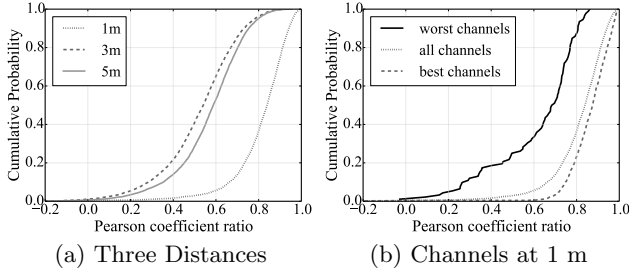 1.0
0.8
0.6
0.4
0.2
0.0
−0.2 0.0 0.2 0.4 0.6 0.8 1.0
Cumulative Probability
Pearson coefficient ratio
1m
3m
5m
(a) Three Distances
1.0
0.8
0.6
0.4
0.2
0.0
−0.2 0.0 0.2 0.4 0.6 0.8 1.0
Cumulative Probability
Pearson coefficient ratio
worst channels
all channels
best channels
(b) Channels at 1 m